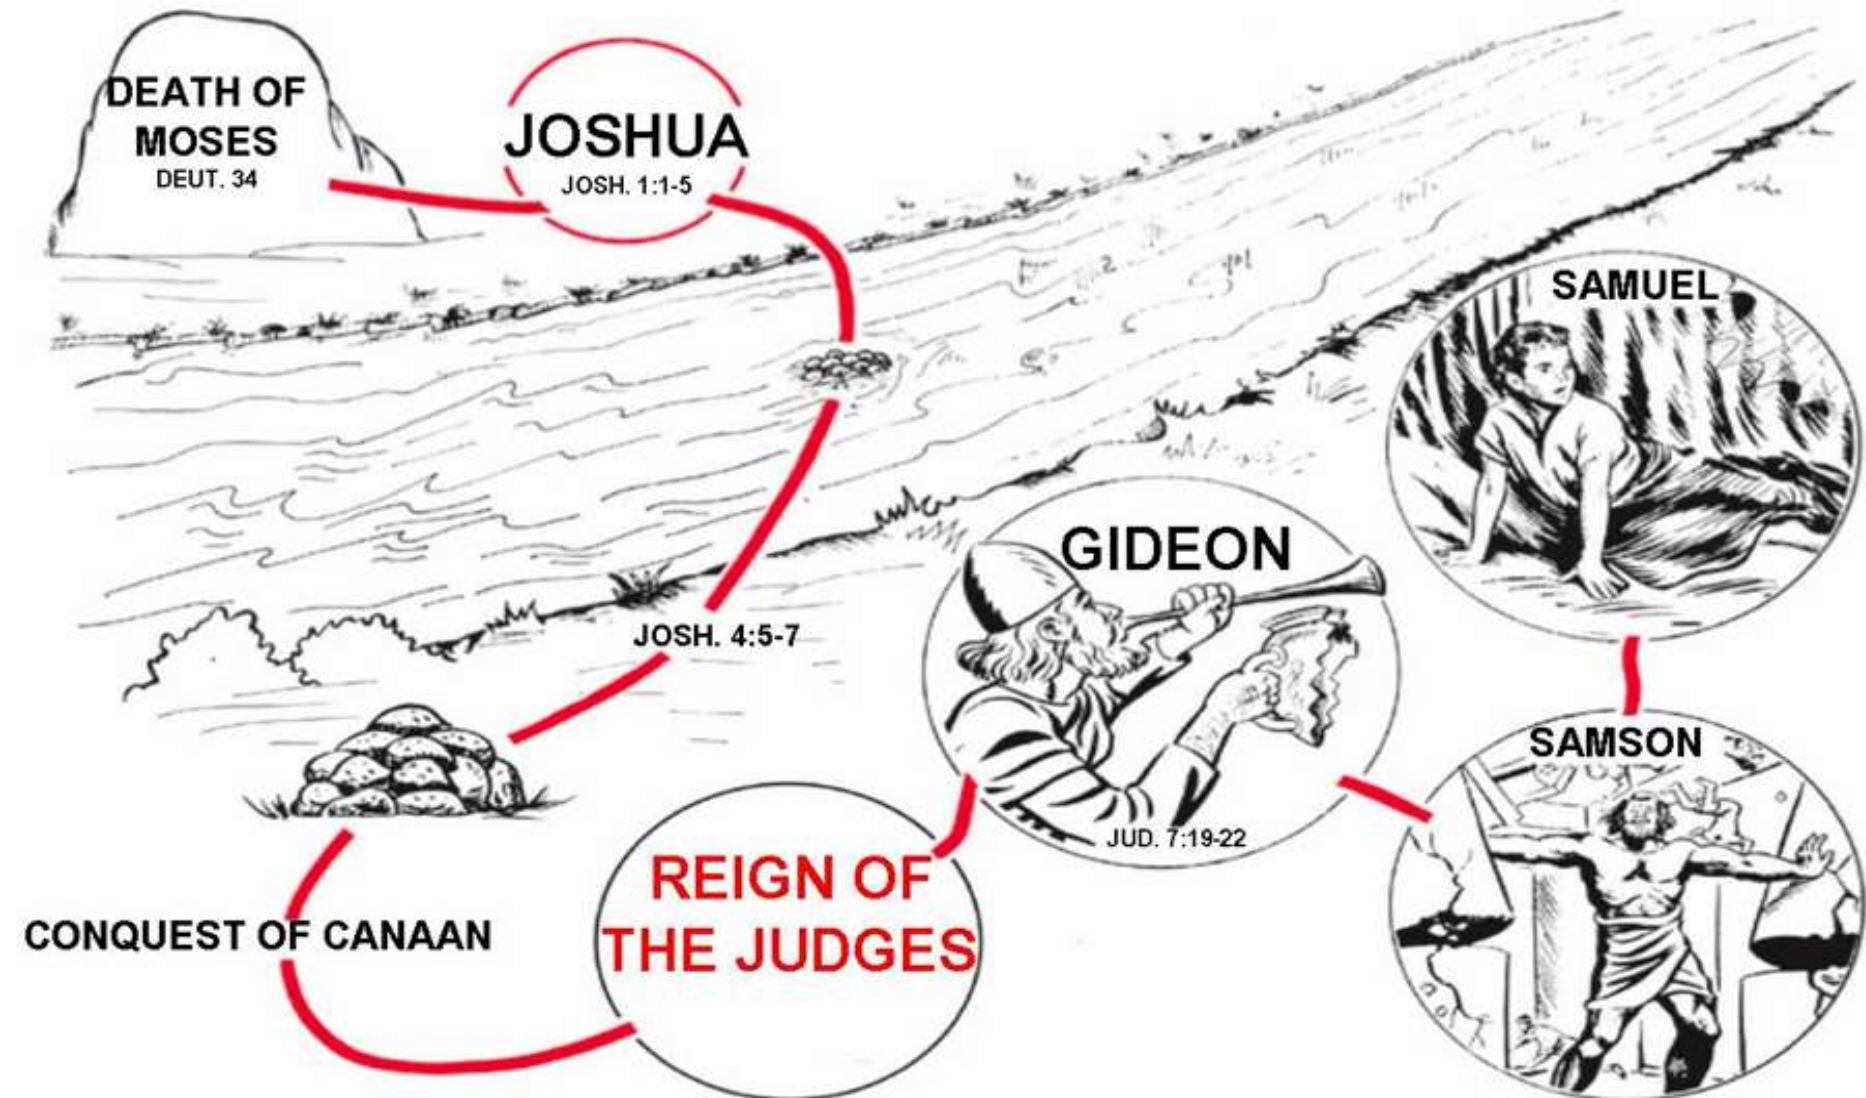 DEATH OF
MOSES
DEUT. 34
JOSHUA
JOSH. 1:1-5
SAMUEL
GIDEON
JOSH. 4:5-7
SAMSON
JUD. 7:19-22
REIGN OF
THE JUDGES
CONQUEST OF CANAAN